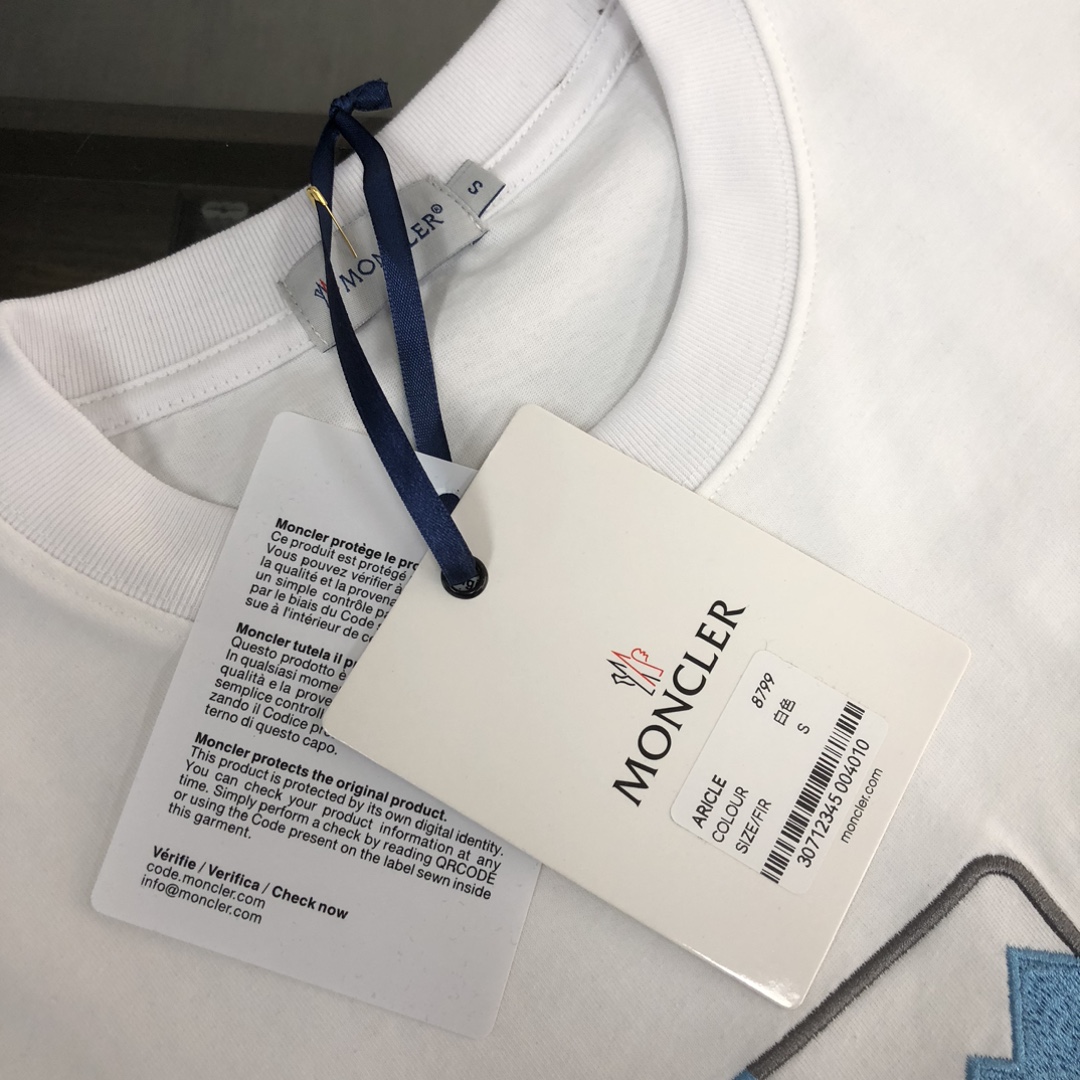 S
MONCLER®
Moncler protège le pro
Ce produit est protégé
Vous pouvez vérifier à
la qualité et la provena
un simple contrôle pa
par le biais du Code
sue à l'intérieur de c
Moncler tutela il pr
Questo prodotto è
In qualsiasi mome
qualità e la prove
semplice controll
zando il Codice pre
terno di questo capo.
Moncler protects the original product.
This product is protected by its own digital identity.
You can check your product information at any
time. Simply perform a check by reading QRCODE
or using the Code present on the label sewn inside
this garment.
Vérifie / Verifica / Check now
code.moncler.com
info@moncler.com
MONCLER
ARICLE 8799
COLOUR 白色
SIZE/FIR S
30712345 004010
moncler.com